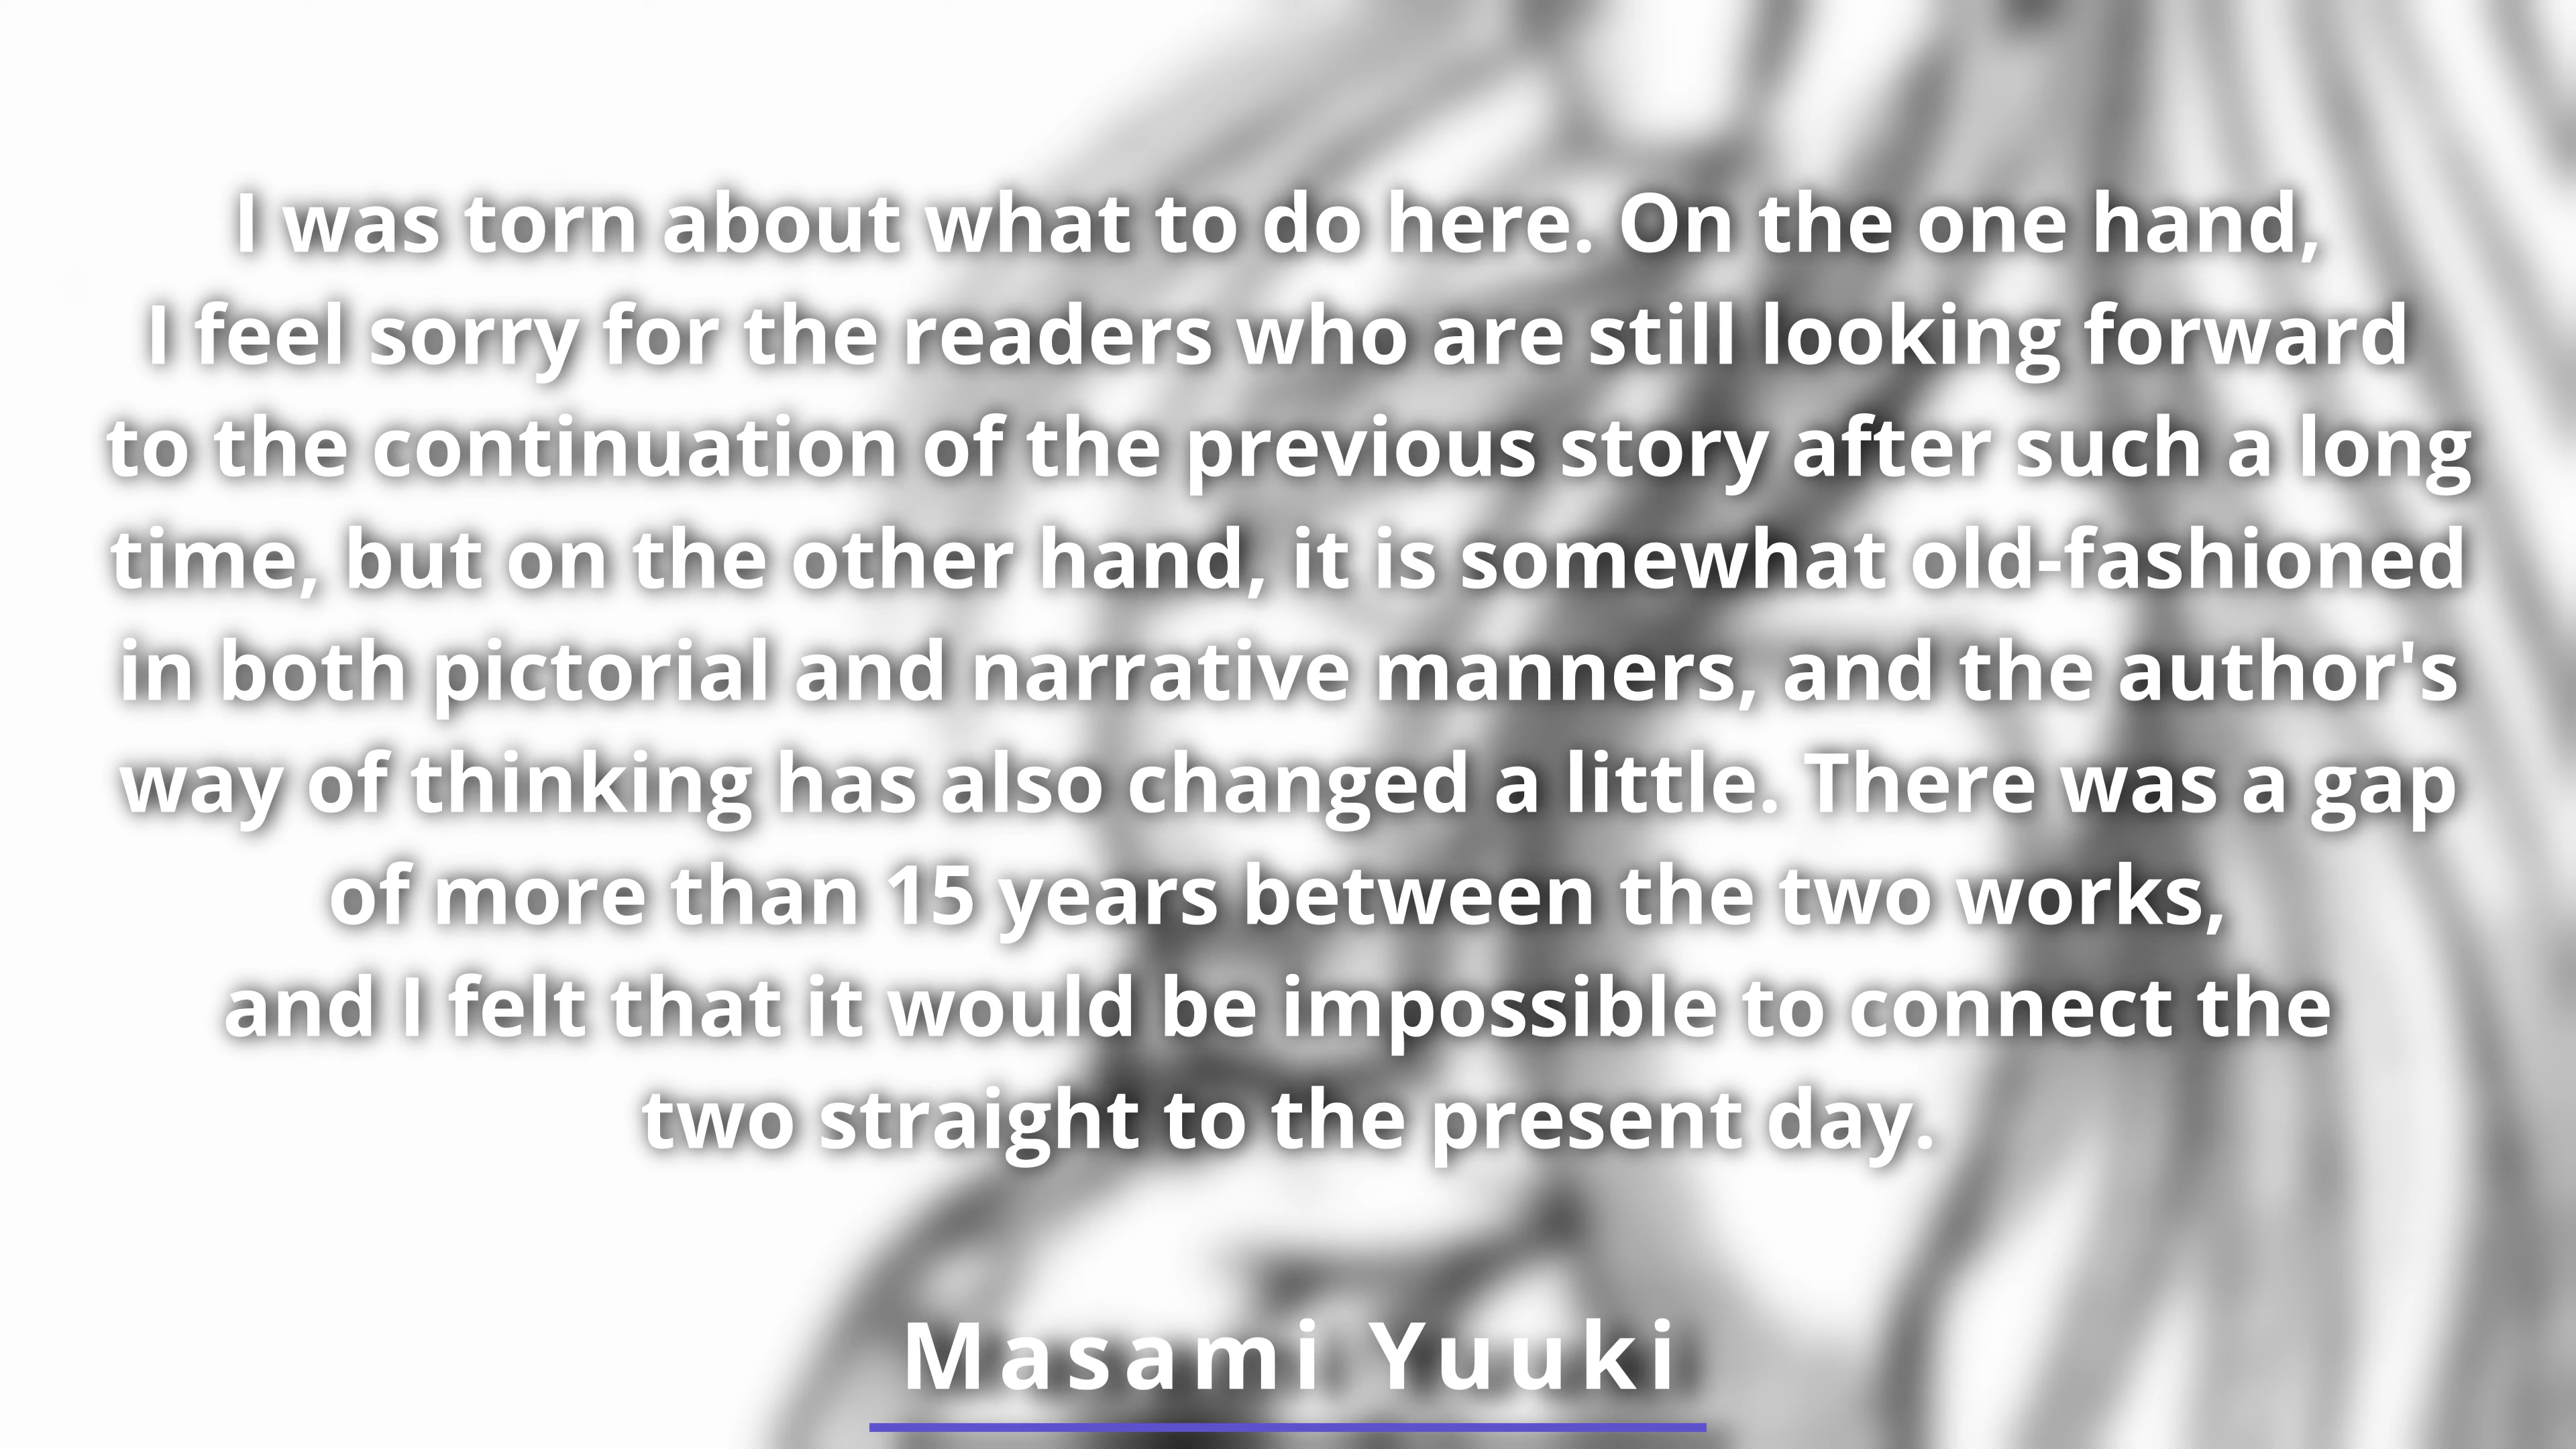 I was torn about what to do here. On the one hand,
I feel sorry for the readers who are still looking forward
to the continuation of the previous story after such a long
time, but on the other hand, it is somewhat old-fashioned
in both pictorial and narrative manners, and the author's
way of thinking has also changed a little. There was a gap
of more than 15 years between the two works,
and I felt that it would be impossible to connect the
two straight to the present day.
Masami Yuuki